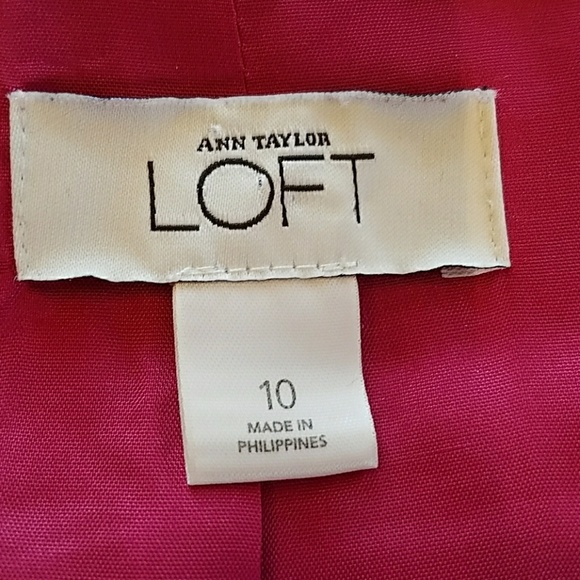 ANN TAYLOR
LOFT
10
MADE IN
PHILIPPINES